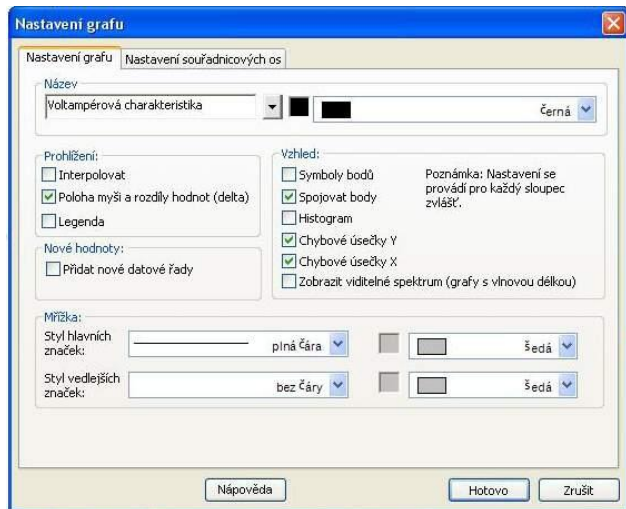 Nastavení grafu
Nastavení grafu
Nastavení souřadnicových os
Název
Voltampérová charakteristika
černá
Prohlížení:
Interpolovat
Poloha myši a rozdíly hodnot (delta)
Legenda
Nové hodnoty:
Přidat nové datové řady
Vzhled:
Symboly bodů
Spojovat body
Histogram
Chybové úsečky Y
Chybové úsečky X
Zobrazit viditelné spektrum (grafy s vlnovou délkou)
Poznámka: Nastavení se
provádí pro každý sloupec
zvlášť.
Mřížka:
Styl hlavních
značek:
plná čára
šedá
Styl vedlejších
značek:
bez čáry
šedá
Nápověda
Hotovo
Zrušit